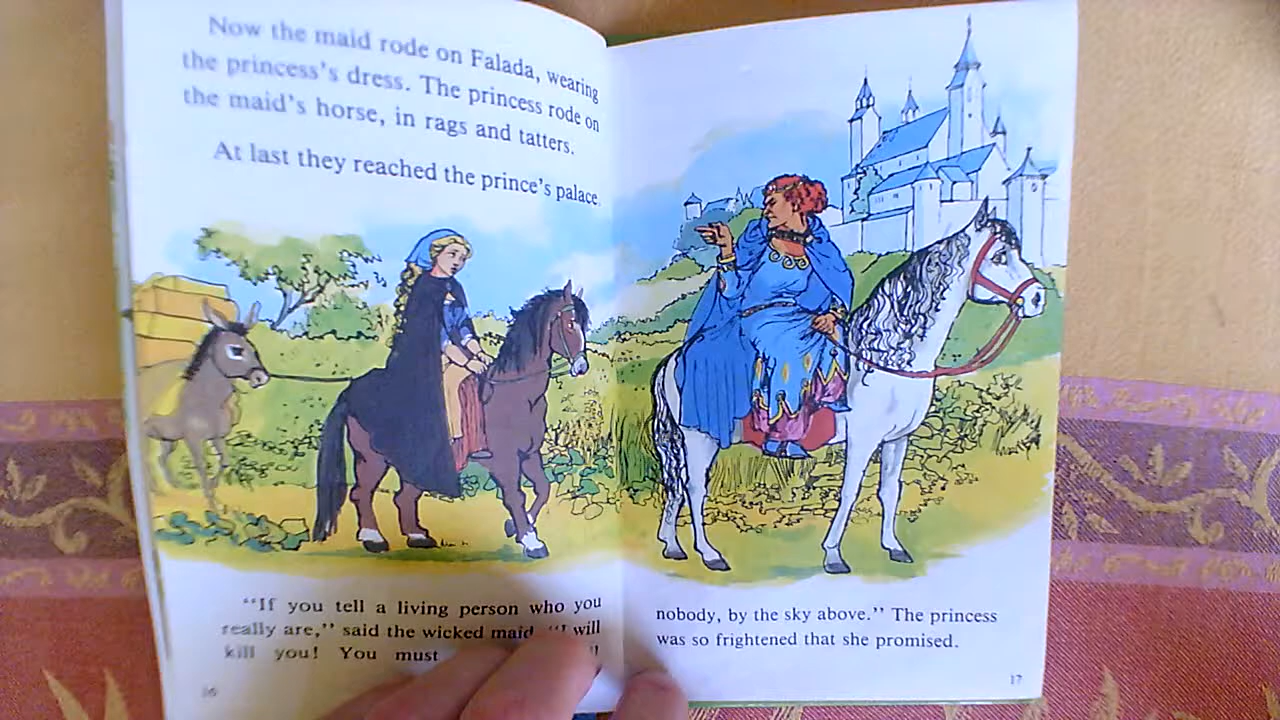 Now the maid rode on Falada, wearing
the princess's dress. The princess rode on
the maid's horse, in rags and tatters.
At last they reached the prince's palace.
“If you tell a living person who you
really are,” said the wicked maid, “I will
kill you! You must
16
nobody, by the sky above.” The princess
was so frightened that she promised.
17